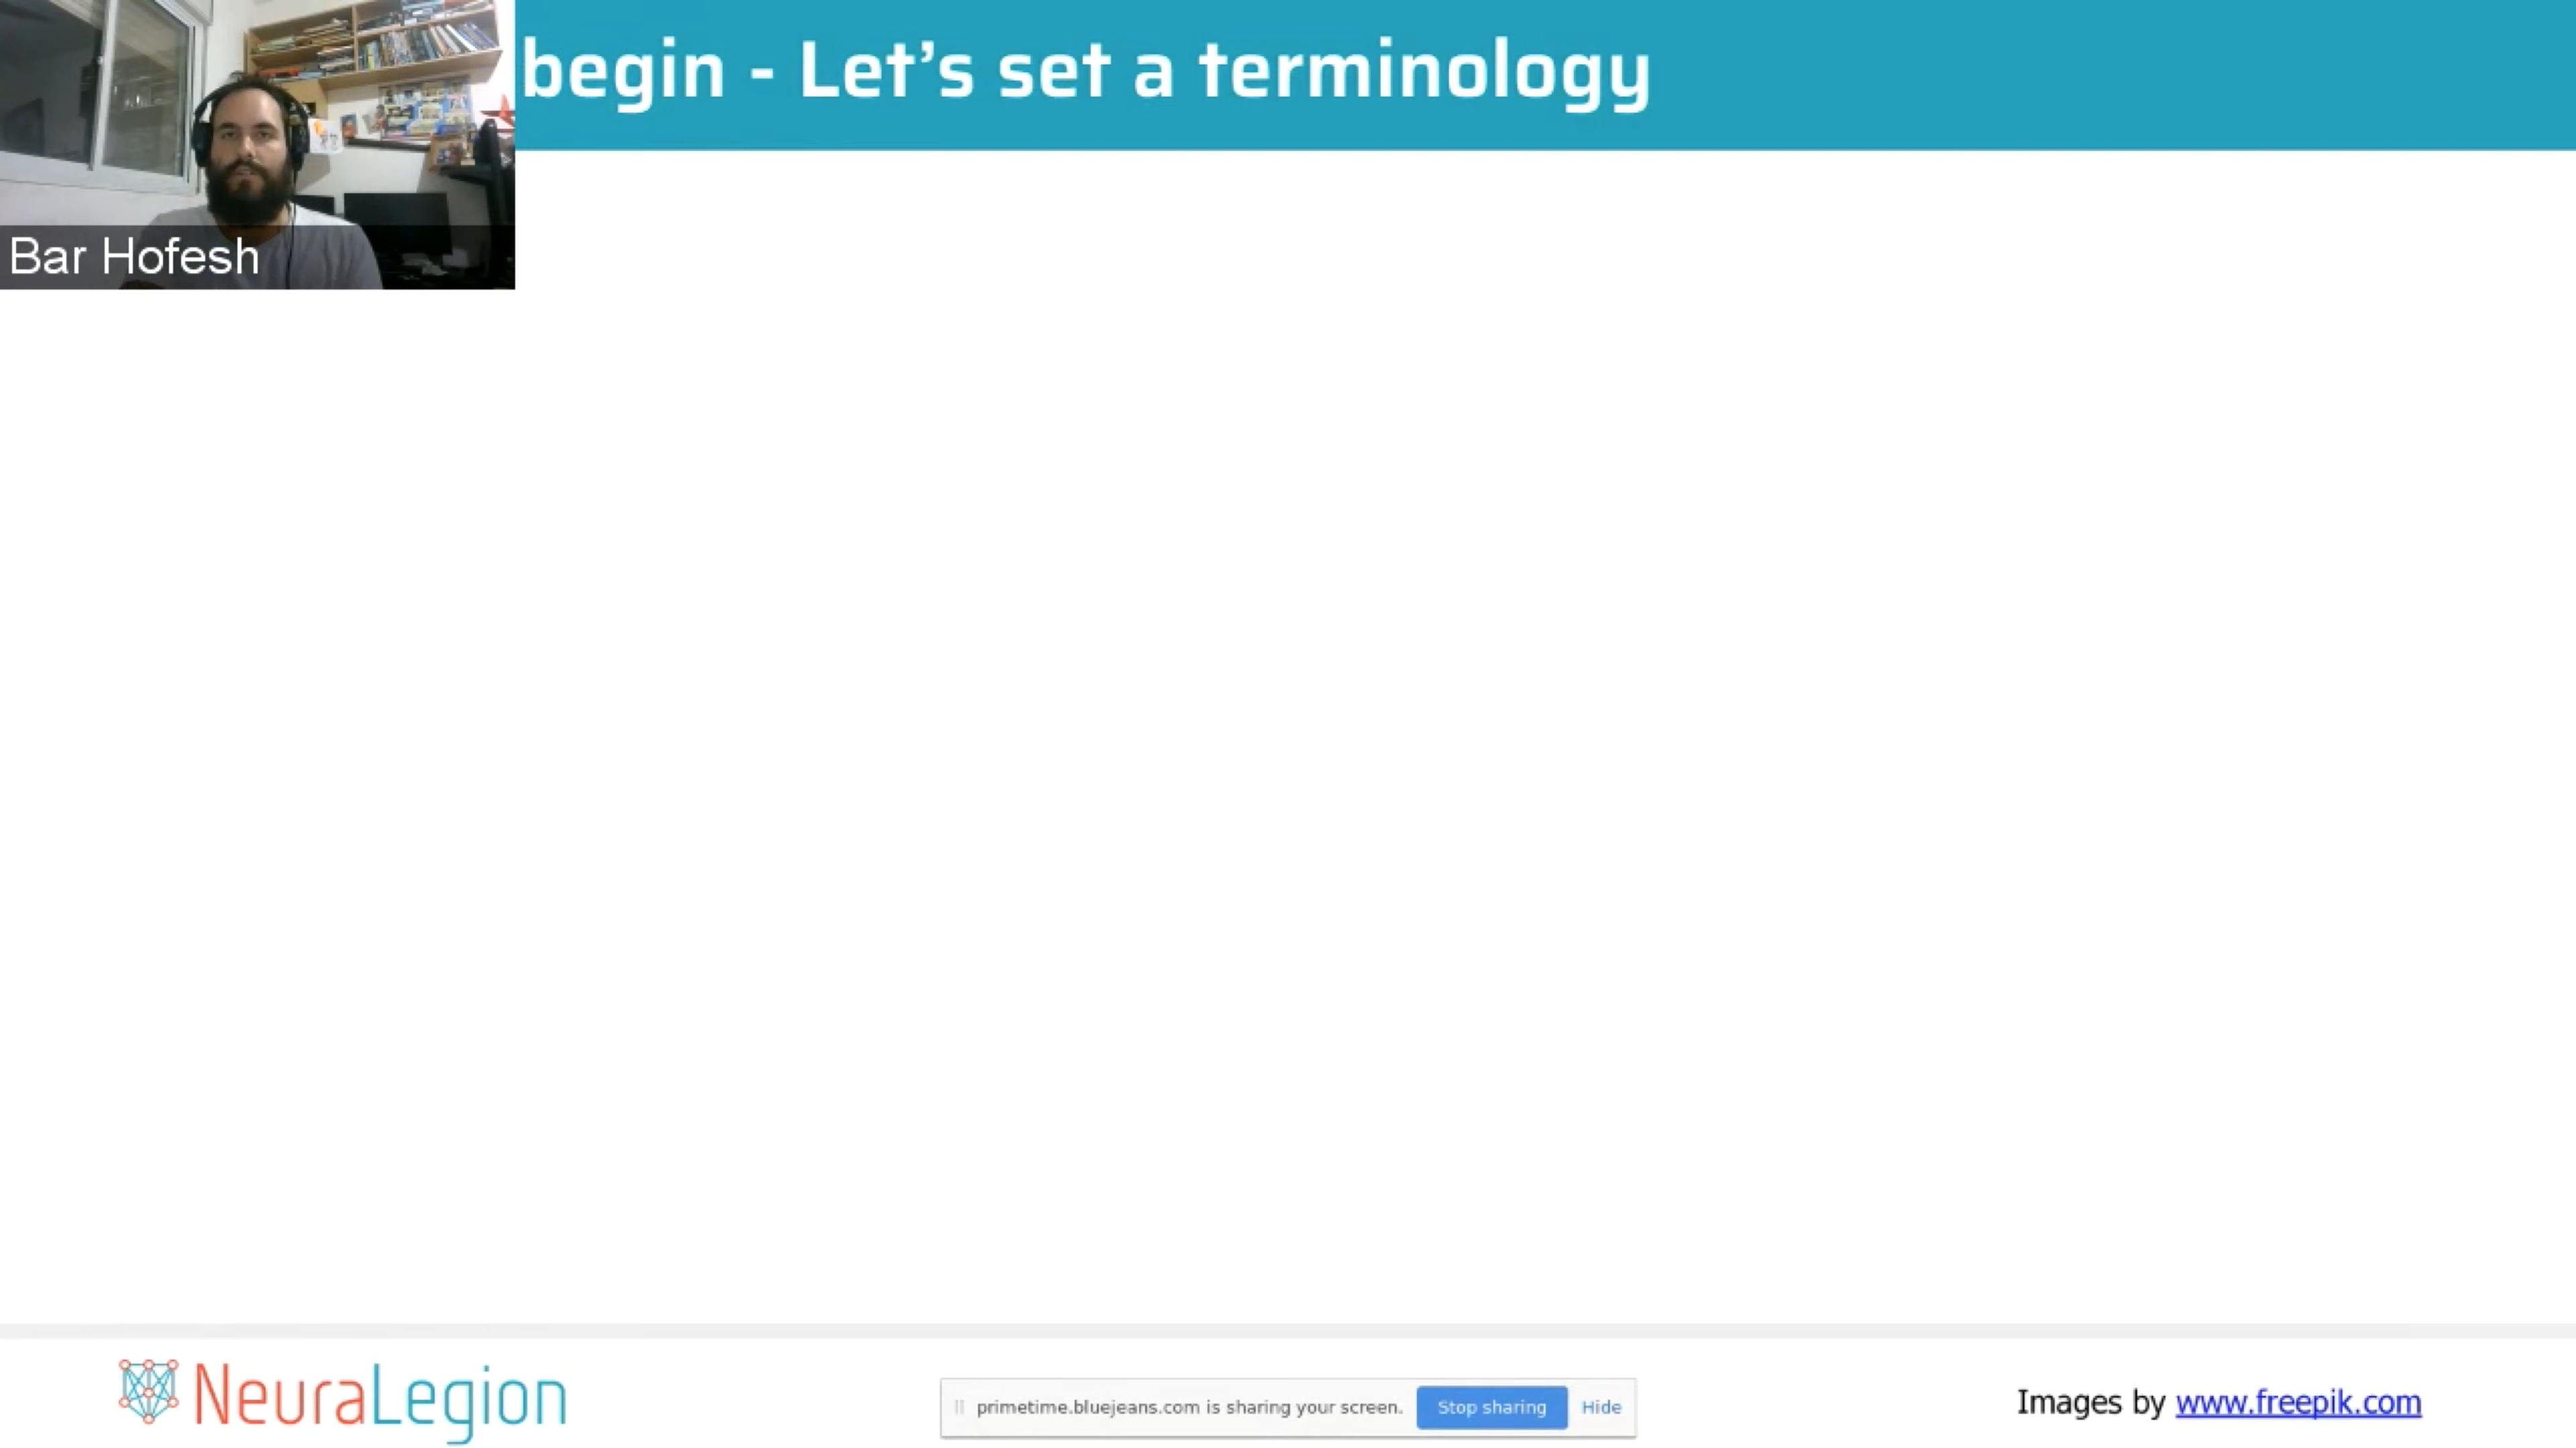 begin - Let's set a terminology
Bar Hofesh
NeuraLegion
primetime.bluejeans.com is sharing your screen. Stop sharing Hide
Images by www.freepik.com